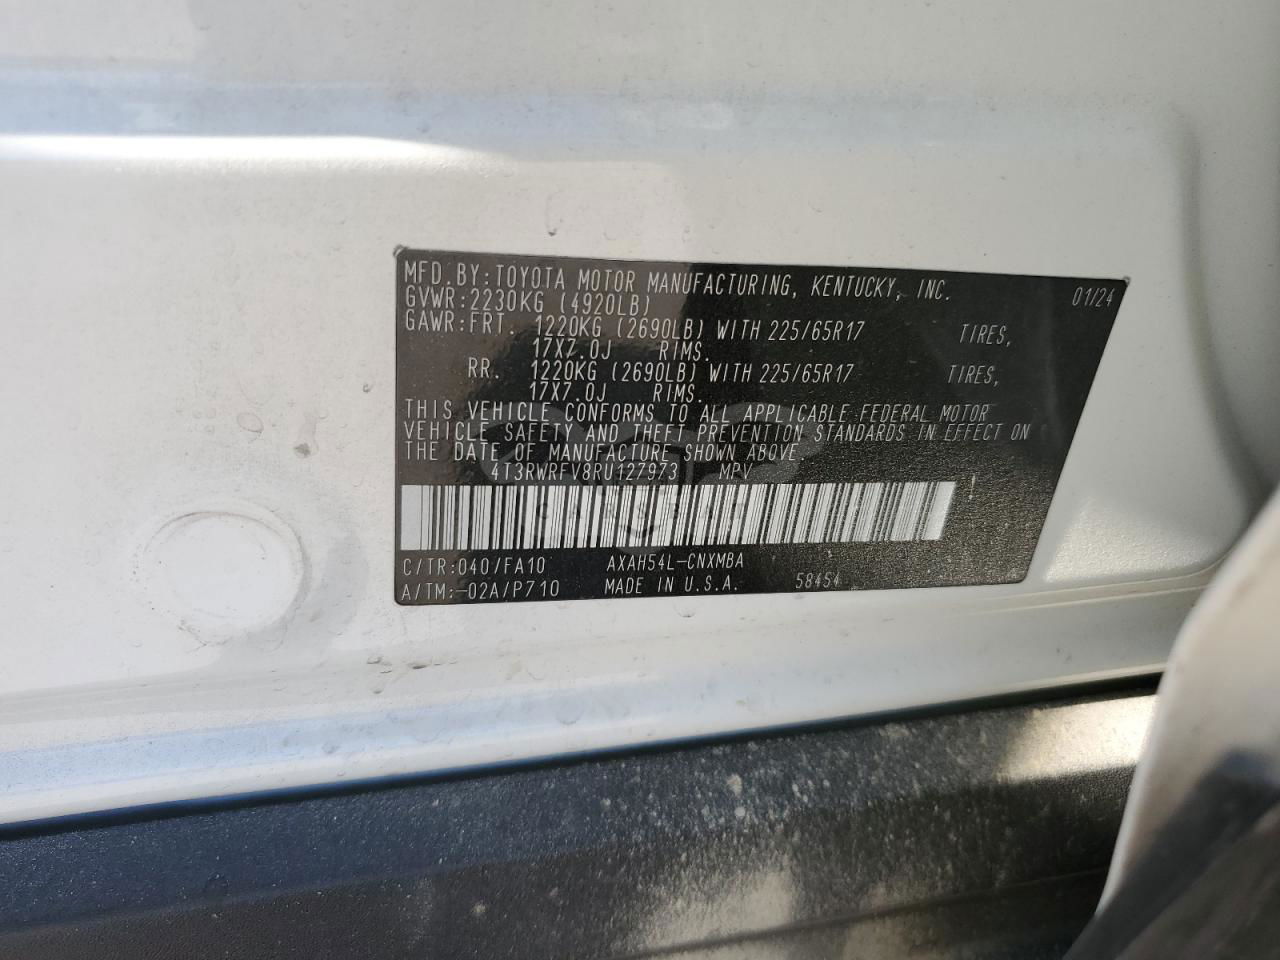 MFD.BY:TOYOTA MOTOR MANUFACTURING, KENTUCKY, INC. 01/24
GVWR:2230KG (4920LB)
GAWR:FRT. 1220KG (2690LB) WITH 225/65R17 TIRES,
17X7.0J RIMS.
RR. 1220KG (2690LB) WITH 225/65R17 TIRES,
17X7.0J RIMS.
THIS VEHICLE CONFORMS TO ALL APPLICABLE FEDERAL MOTOR
VEHICLE SAFETY AND THEFT PREVENTION STANDARDS IN EFFECT ON
THE DATE OF MANUFACTURE SHOWN ABOVE.
4T3RWRFV8RU127973 MPV
C/TR:040/FA10 AXAH54L-CNXMBA
A/TM:-02A/P710 MADE IN U.S.A. 58454